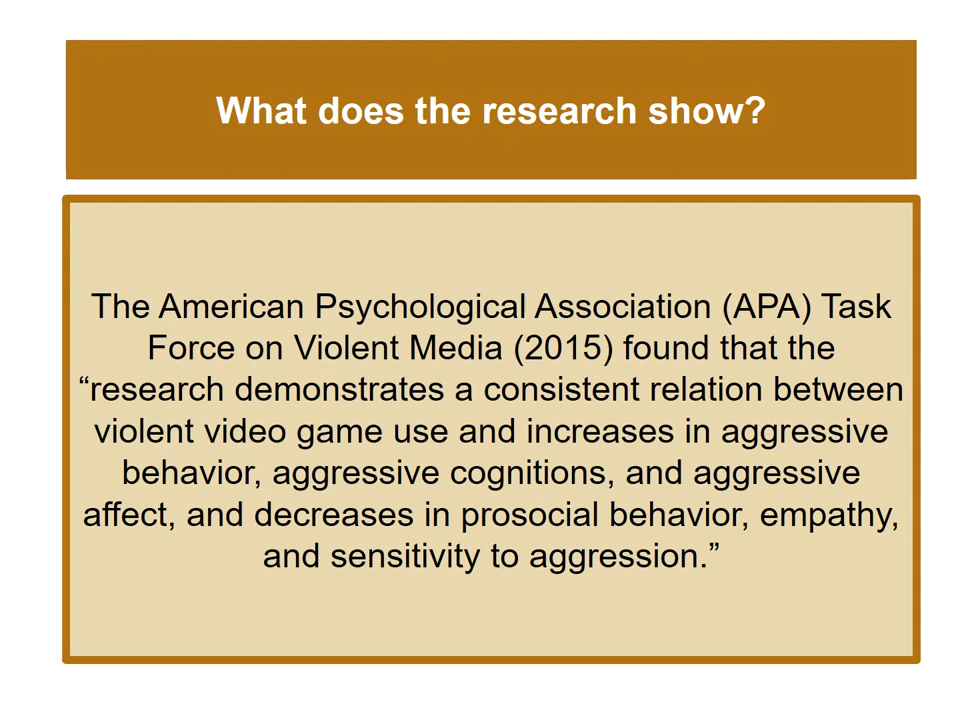 What does the research show?
The American Psychological Association (APA) Task
Force on Violent Media (2015) found that the
“research demonstrates a consistent relation between
violent video game use and increases in aggressive
behavior, aggressive cognitions, and aggressive
affect, and decreases in prosocial behavior, empathy,
and sensitivity to aggression.”